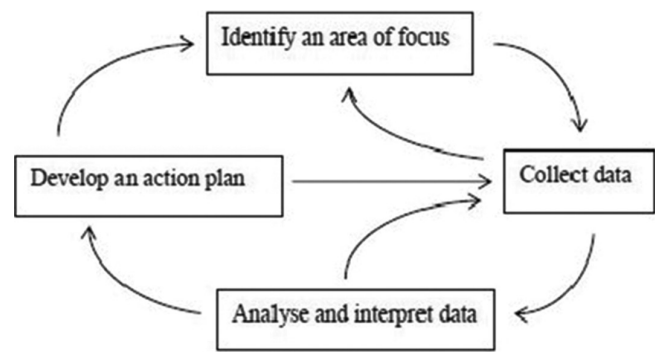 Identify an area of focus
Develop an action plan
Collect data
Analyse and interpret data